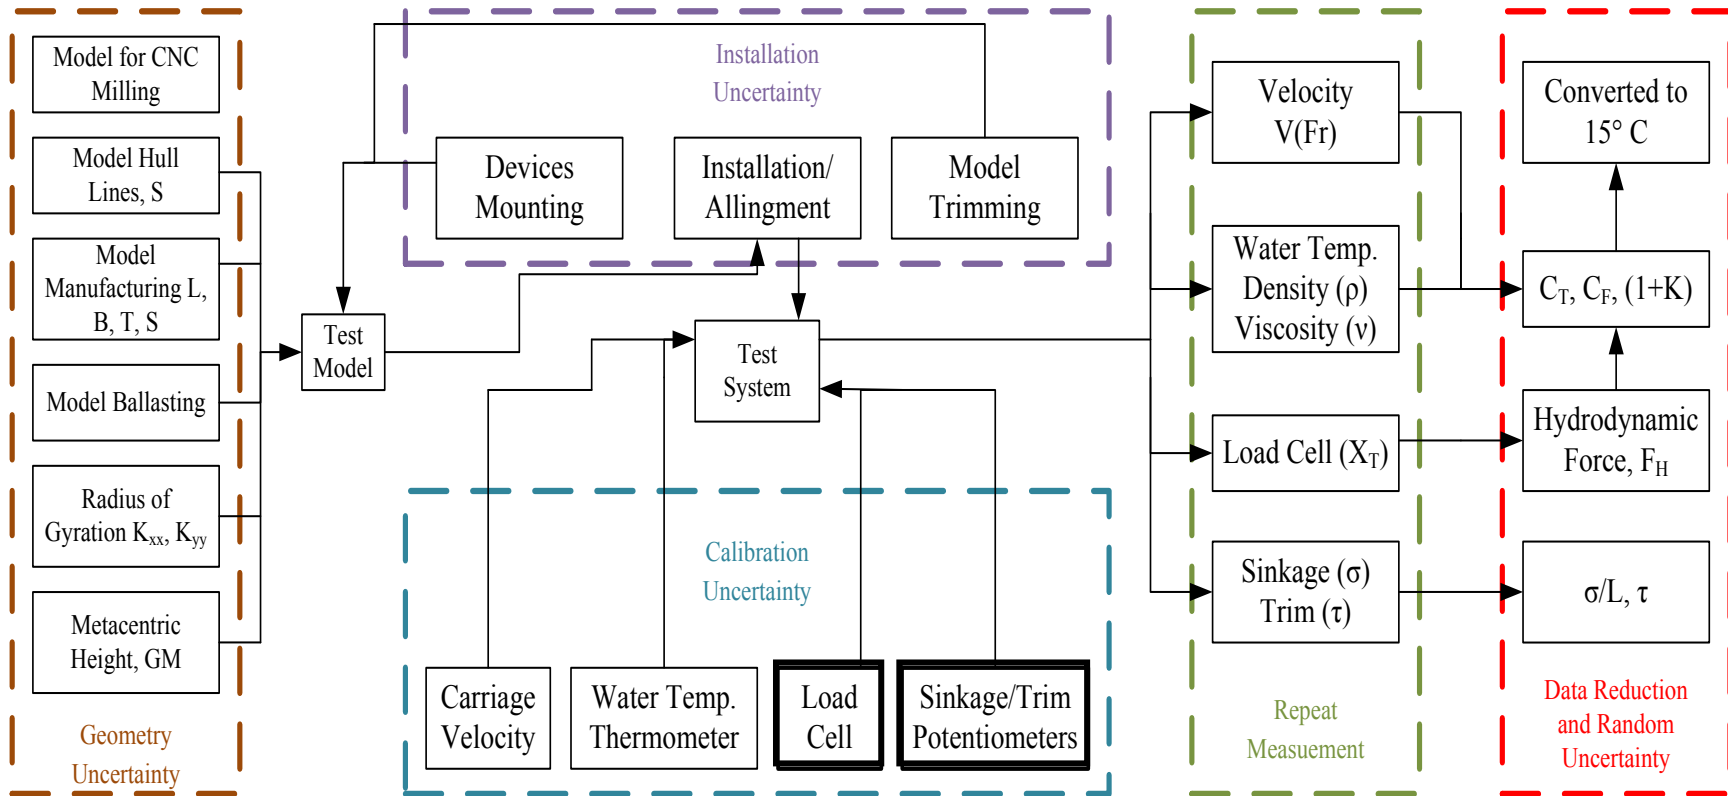 Model for CNC
Milling
Model Hull
Lines, S
Model
Manufacturing L,
B, T, S
Model Ballasting
Radius of
Gyration Kxx, Kyy
Metacentric
Height, GM
Geometry
Uncertainty
Test
Model
Installation
Uncertainty
Devices
Mounting
Installation/
Allingment
Model
Trimming
Test
System
Calibration
Uncertainty
Carriage
Velocity
Water Temp.
Thermometer
Load
Cell
Sinkage/Trim
Potentiometers
Velocity
V(Fr)
Water Temp.
Density (ρ)
Viscosity (ν)
Load Cell (XT)
Sinkage (σ)
Trim (τ)
Repeat
Measuement
Converted to
15° C
CT, CF, (1+K)
Hydrodynamic
Force, FH
σ/L, τ
Data Reduction
and Random
Uncertainty